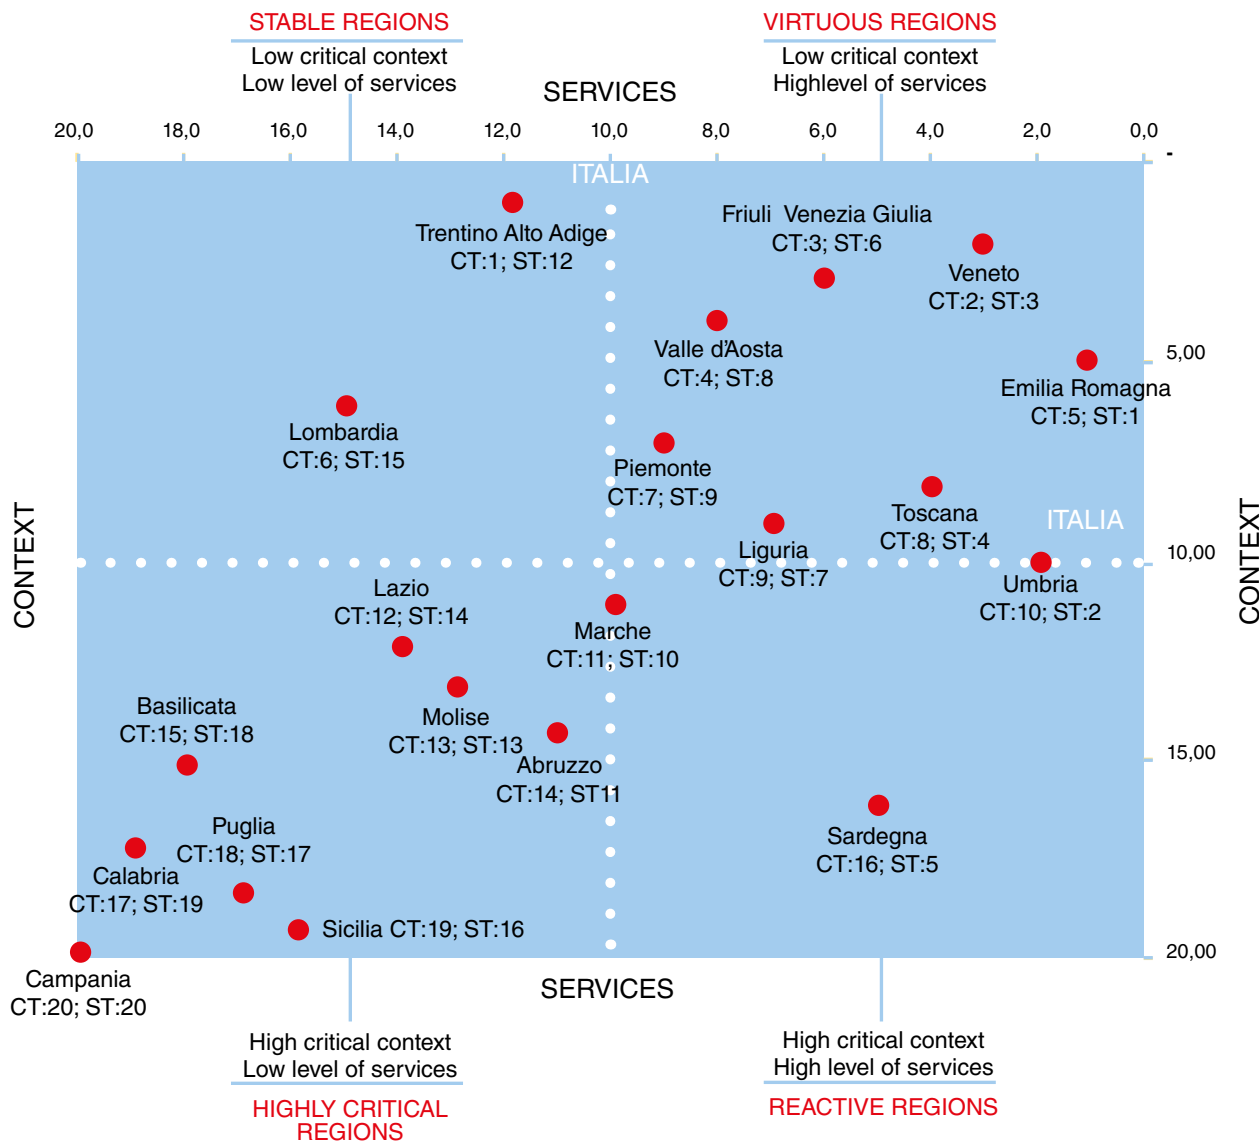 STABLE REGIONS
VIRTUOUS REGIONS
Low critical context
Low level of services
Low critical context
Highlevel of services
SERVICES
20,0 18,0 16,0 14,0 12,0 10,0 8,0 6,0 4,0 2,0 0,0
-
ITALIA
Trentino Alto Adige
CT:1; ST:12
Friuli Venezia Giulia
CT:3; ST:6
Veneto
CT:2; ST:3
Valle d'Aosta
CT:4; ST:8
5,00
Emilia Romagna
CT:5; ST:1
Lombardia
CT:6; ST:15
Piemonte
CT:7; ST:9
Toscana
CT:8; ST:4
ITALIA
CONTEXT
CONTEXT
Liguria
CT:9; ST:7
10,00
Umbria
CT:10; ST:2
Lazio
CT:12; ST:14
Marche
CT:11; ST:10
Basilicata
CT:15; ST:18
Molise
CT:13; ST:13
Abruzzo
CT:14; ST11
15,00
Puglia
CT:18; ST:17
Sardegna
CT:16; ST:5
Calabria
CT:17; ST:19
Sicilia CT:19; ST:16
20,00
Campania
CT:20; ST:20
SERVICES
High critical context
Low level of services
High critical context
High level of services
HIGHLY CRITICAL
REGIONS
REACTIVE REGIONS